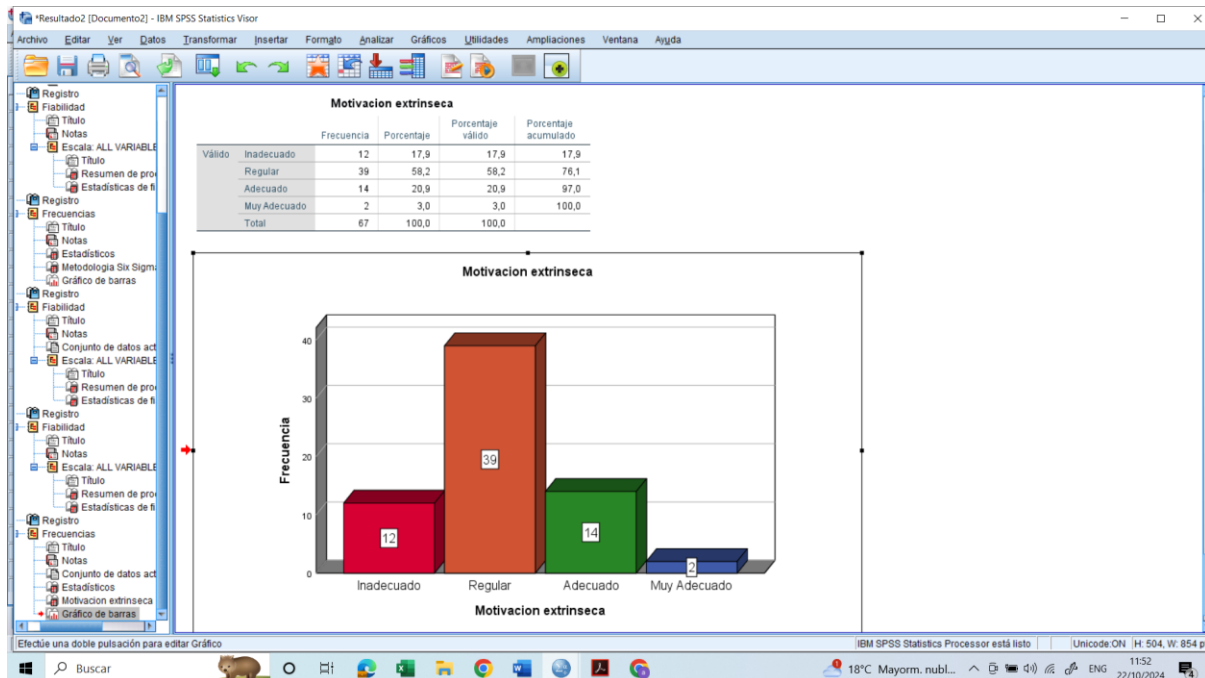 *Resultado2 [Documento2] - IBM SPSS Statistics Visor
Archivo Editar Ver Datos Transformar Insertar Formato Analizar Gráficos Utilidades Ampliaciones Ventana Ayuda
Registro
Fiabilidad
Título
Notas
Escala: ALL VARIABLE
Título
Resumen de pro
Estadísticas de fi
Registro
Frecuencias
Título
Notas
Estadísticos
Metodologia Six Sigma
Gráfico de barras
Registro
Fiabilidad
Título
Notas
Conjunto de datos act
Escala: ALL VARIABLE
Título
Resumen de pro
Estadísticas de fi
Registro
Fiabilidad
Título
Notas
Escala: ALL VARIABLE
Título
Resumen de pro
Estadísticas de fi
Registro
Frecuencias
Título
Notas
Conjunto de datos act
Estadísticos
Motivacion extrinseca
Gráfico de barras
Motivacion extrinseca
Frecuencia Porcentaje Porcentaje válido Porcentaje acumulado
Válido Inadecuado 12 17,9 17,9 17,9
Regular 39 58,2 58,2 76,1
Adecuado 14 20,9 20,9 97,0
Muy Adecuado 2 3,0 3,0 100,0
Total 67 100,0 100,0
Motivacion extrinseca
Frecuencia
40
30
20
10
0
12
39
14
2
Inadecuado Regular Adecuado Muy Adecuado
Motivacion extrinseca
Efectúe una doble pulsación para editar Gráfico IBM SPSS Statistics Processor está listo Unicode:ON H: 504, W: 854 p
Buscar 18°C Mayorm. nubl... ENG 11:52
22/10/2024 4